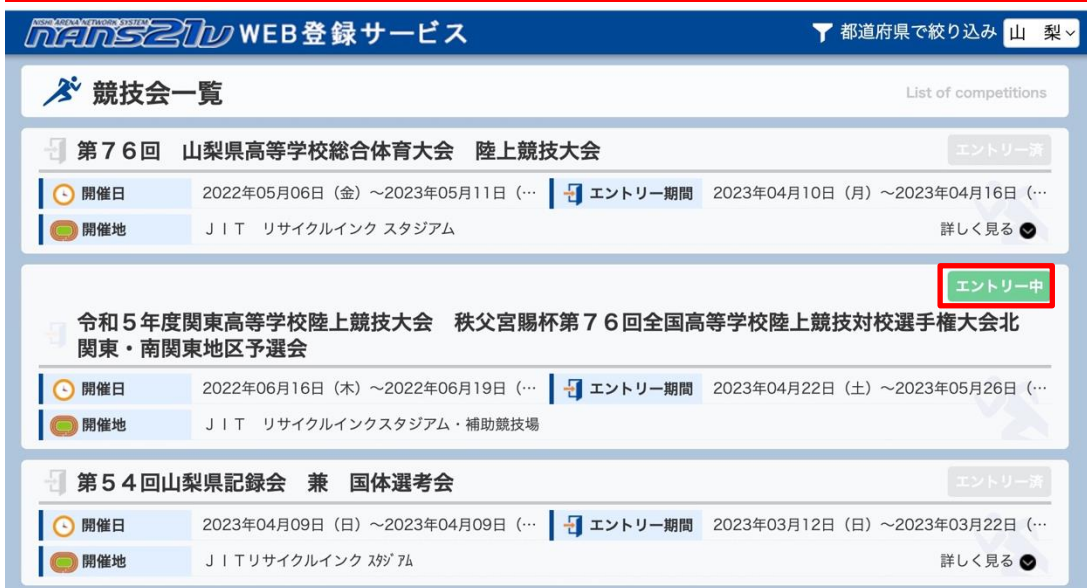 NISHI ARENA NETWORK SYSTEM
nANS21V WEB登録サービス 都道府県で絞り込み 山　梨
競技会一覧 List of competitions
第７６回　山梨県高等学校総合体育大会　陸上競技大会 エントリー済
開催日 2022年05月06日（金）～2023年05月11日（… エントリー期間 2023年04月10日（月）～2023年04月16日（…
開催地 ＪＩＴ　リサイクルインク スタジアム 詳しく見る
エントリー中
令和５年度関東高等学校陸上競技大会　秩父宮賜杯第７６回全国高等学校陸上競技対校選手権大会北
関東・南関東地区予選会
開催日 2022年06月16日（木）～2022年06月19日（… エントリー期間 2023年04月22日（土）～2023年05月26日（…
開催地 ＪＩＴ　リサイクルインクスタジアム・補助競技場
第５４回山梨県記録会　兼　国体選考会 エントリー済
開催日 2023年04月09日（日）～2023年04月09日（… エントリー期間 2023年03月12日（日）～2023年03月22日（…
開催地 ＪＩＴリサイクルインク ｽﾀｼﾞｱﾑ 詳しく見る